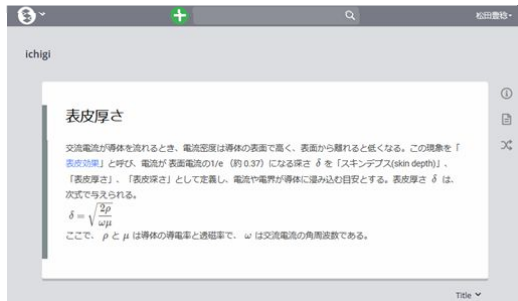 松田豊稔
ichigi
表皮厚さ
交流電流が導体を流れるとき、電流密度は導体の表面で高く、表面から離れると低くなる。この現象を「
表皮効果」と呼び、電流が 表面電流の1/e （約 0.37）になる深さ δ を「スキンデプス(skin depth)」、
「表皮厚さ」、「表皮深さ」として定義し、電流や電界が導体に浸み込む目安とする。表皮厚さ δ は、
次式で与えられる。
δ = √(2ρ/ωμ)
ここで、 ρ と μ は導体の導電率と透磁率で、 ω は交流電流の角周波数である。
Title